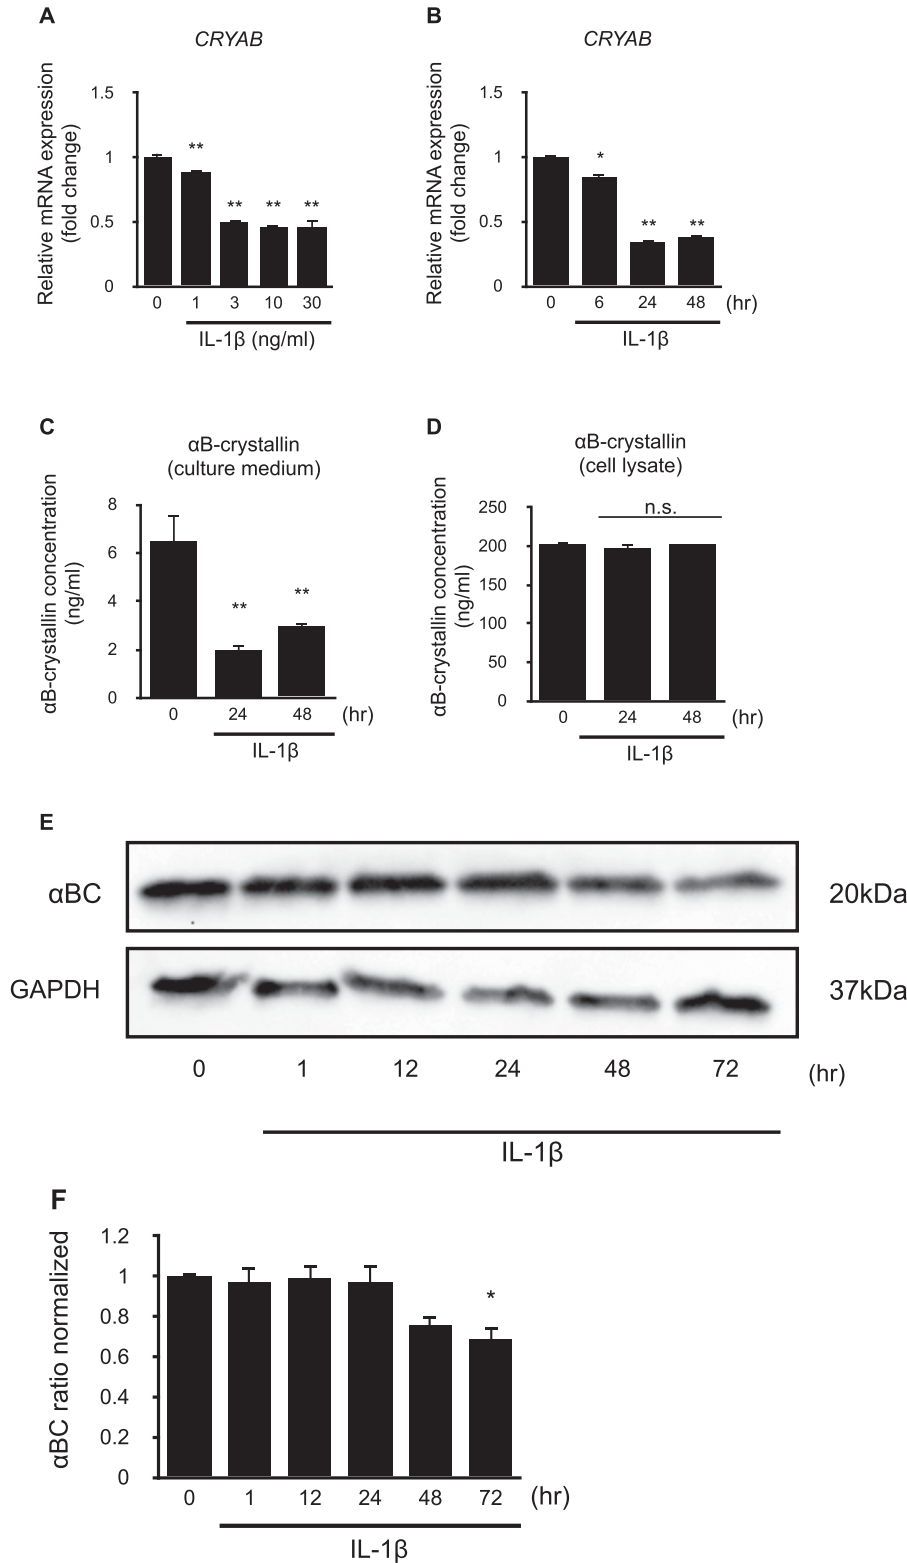 A
CRYAB
Relative mRNA expression
(fold change)
1.5
1
0.5
0
**
**
**
**
0 1 3 10 30
IL-1β (ng/ml)
B
CRYAB
Relative mRNA expression
(fold change)
1.5
1
0.5
0
*
**
**
0 6 24 48 (hr)
IL-1β
C
αB-crystallin
(culture medium)
αB-crystallin concentration
(ng/ml)
8
6
4
2
0
**
**
0 24 48 (hr)
IL-1β
D
αB-crystallin
(cell lysate)
αB-crystallin concentration
(ng/ml)
250
200
150
100
50
0
n.s.
0 24 48 (hr)
IL-1β
E
αBC 20kDa
GAPDH 37kDa
0 1 12 24 48 72 (hr)
IL-1β
F
αBC ratio normalized
1.2
1
0.8
0.6
0.4
0.2
0
*
0 1 12 24 48 72 (hr)
IL-1β